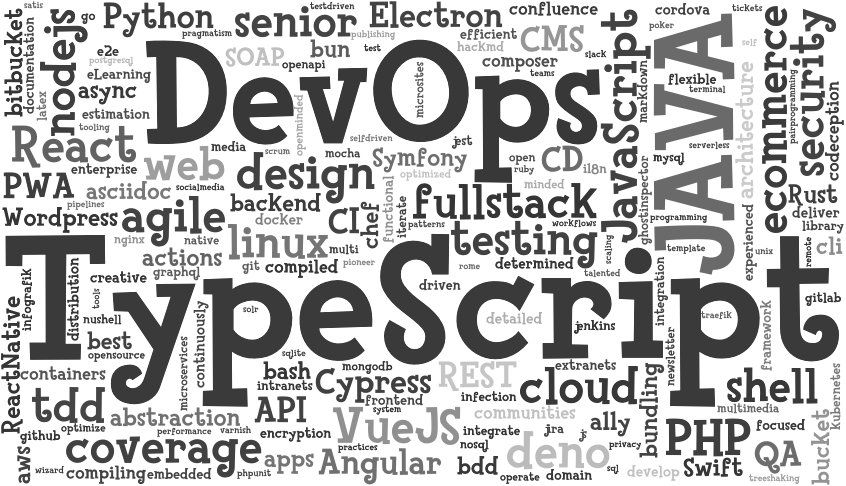 satis
testdriven
confluence
cordova
tickets
go
Python
senior
Electron
poker
pragmatism
publishing
efficient
CMS
self
bitbucket
documentation
nodejs
e2e
postgresql
SOAP
bun
test
hackmd
slack
JavaScript
markdown
JAVA
ecommerce
security
eLearning
openapi
composer
teams
flexible
terminal
pairprogramming
latex
async
DevOps
microsites
architecture
codeception
estimation
tooling
openminded
selfdriven
serverless
React
media
scrum
mocha
jest
Symfony
open
ruby
CD
i18n
mysql
enterprise
web
design
optimized
minded
ghostinspector
Rust
PWA
asciidoc
socialmedia
functional
iterate
fullstack
deliver
library
pipelines
backend
Wordpress
agile
docker
CI
chef
patterns
workflows
programming
experienced
nginx
native
linux
multi
testing
scaling
template
unix
remote
cli
actions
graphql
git
compiled
pioneer
rome
determined
talented
TypeScript
infografik
distribution
creative
driven
integration
tools
nushell
solr
detailed
jenkins
traefik
gitlab
ReactNative
best
opensource
microservices
continuously
sqlite
mongodb
newsletter
framework
containers
bash
intranets
Cypress
REST
extranets
cloud
bundling
shell
kubernetes
tdd
abstraction
API
frontend
system
infection
communities
multimedia
optimize
performance
varnish
encryption
VueJS
integrate
jira
js
ally
PHP
focused
bucket
github
coverage
practices
nosql
deno
privacy
QA
aws
wizard
compiling
embedded
phpunit
apps
Angular
bdd
operate
domain
sql
develop
Swift
treeshaking